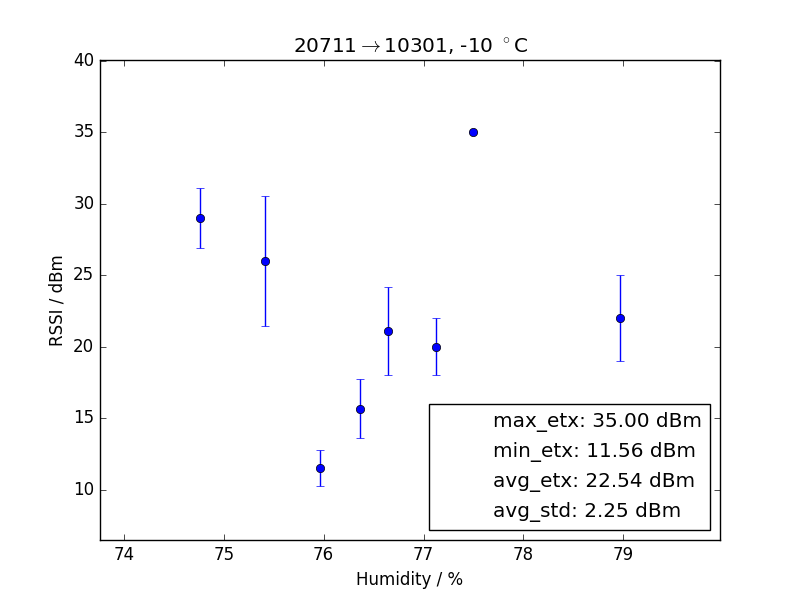 20711→10301, -10 °C
40
35
30
25
20
15
10
RSSI / dBm
max_etx: 35.00 dBm
min_etx: 11.56 dBm
avg_etx: 22.54 dBm
avg_std: 2.25 dBm
74 75 76 77 78 79
Humidity / %